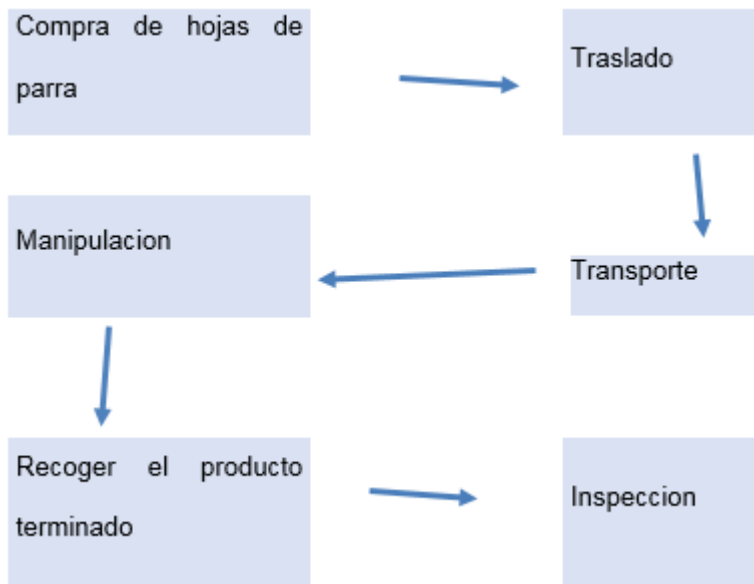 Compra de hojas de
parra
Traslado
Transporte
Manipulacion
Recoger el producto
terminado
Inspeccion